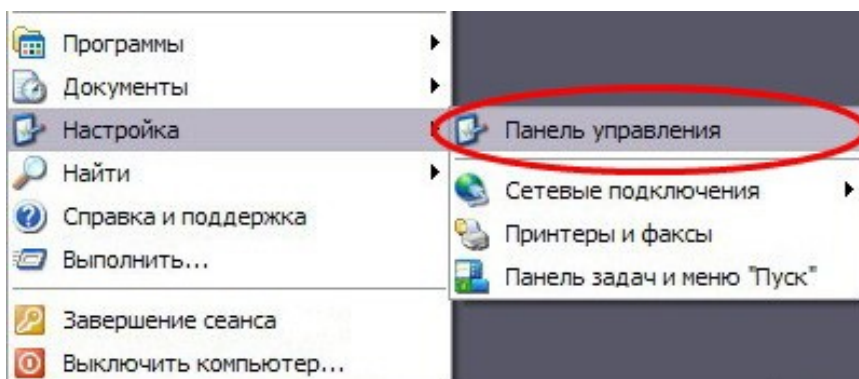 Программы
Документы
Настройка
Найти
Справка и поддержка
Выполнить...
Завершение сеанса
Выключить компьютер...
Панель управления
Сетевые подключения
Принтеры и факсы
Панель задач и меню "Пуск"